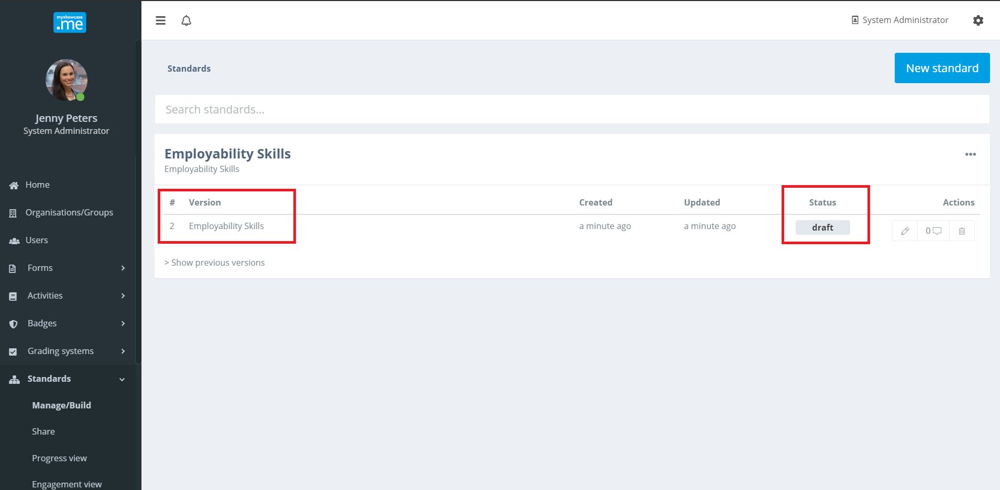 myshowcase
.me
System Administrator
Jenny Peters
System Administrator
Home
Organisations/Groups
Users
Forms
Activities
Badges
Grading systems
Standards
Manage/Build
Share
Progress view
Engagement view
Standards
New standard
Search standards...
Employability Skills
Employability Skills
# Version Created Updated Status Actions
2 Employability Skills a minute ago a minute ago draft 0
> Show previous versions